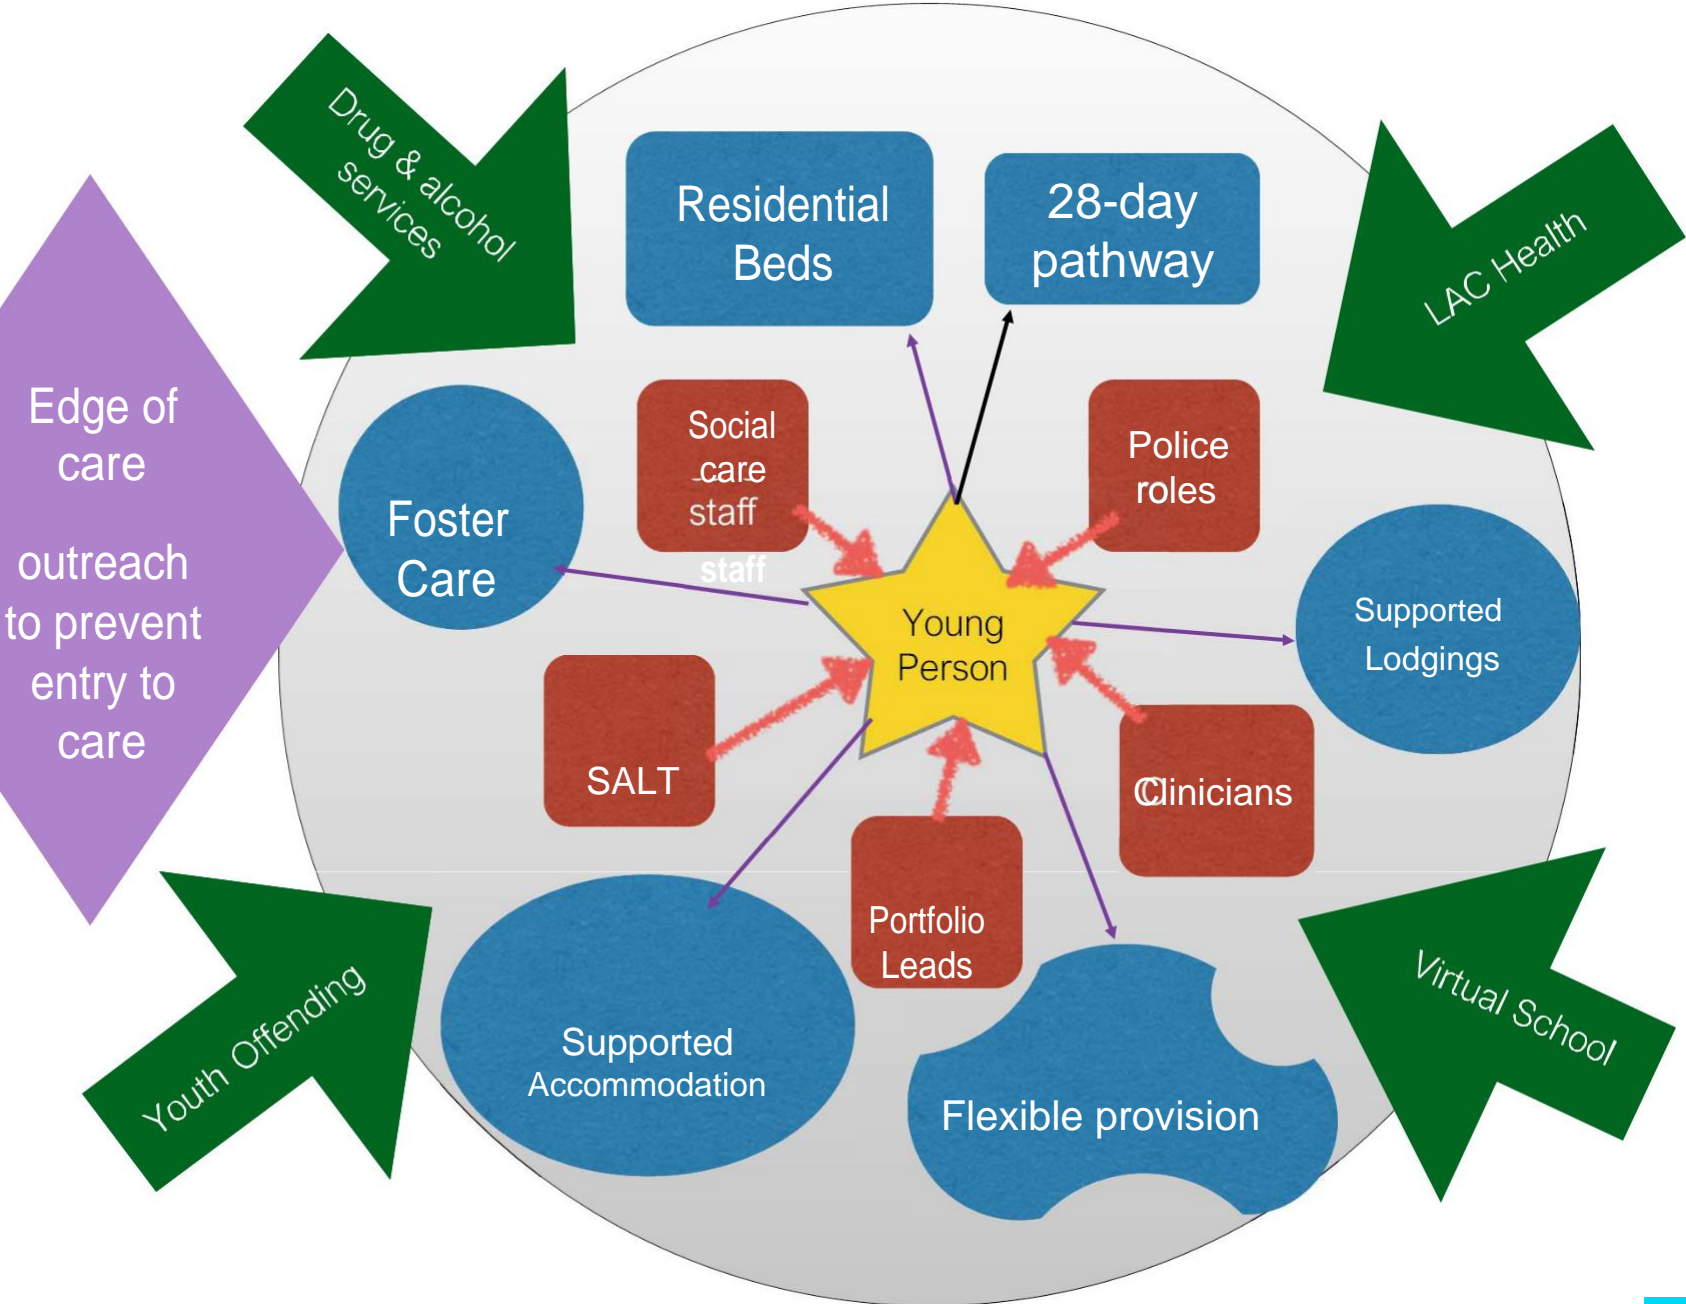 Drug & alcohol
services
Residential
Beds
28-day
pathway
LAC Health
Edge of
care
outreach
to prevent
entry to
care
Foster
Care
Social
care
staff
staff
Police
roles
Young
Person
Supported
Lodgings
SALT
Clinicians
Portfolio
Leads
Youth Offending
Supported
Accommodation
Flexible provision
Virtual School